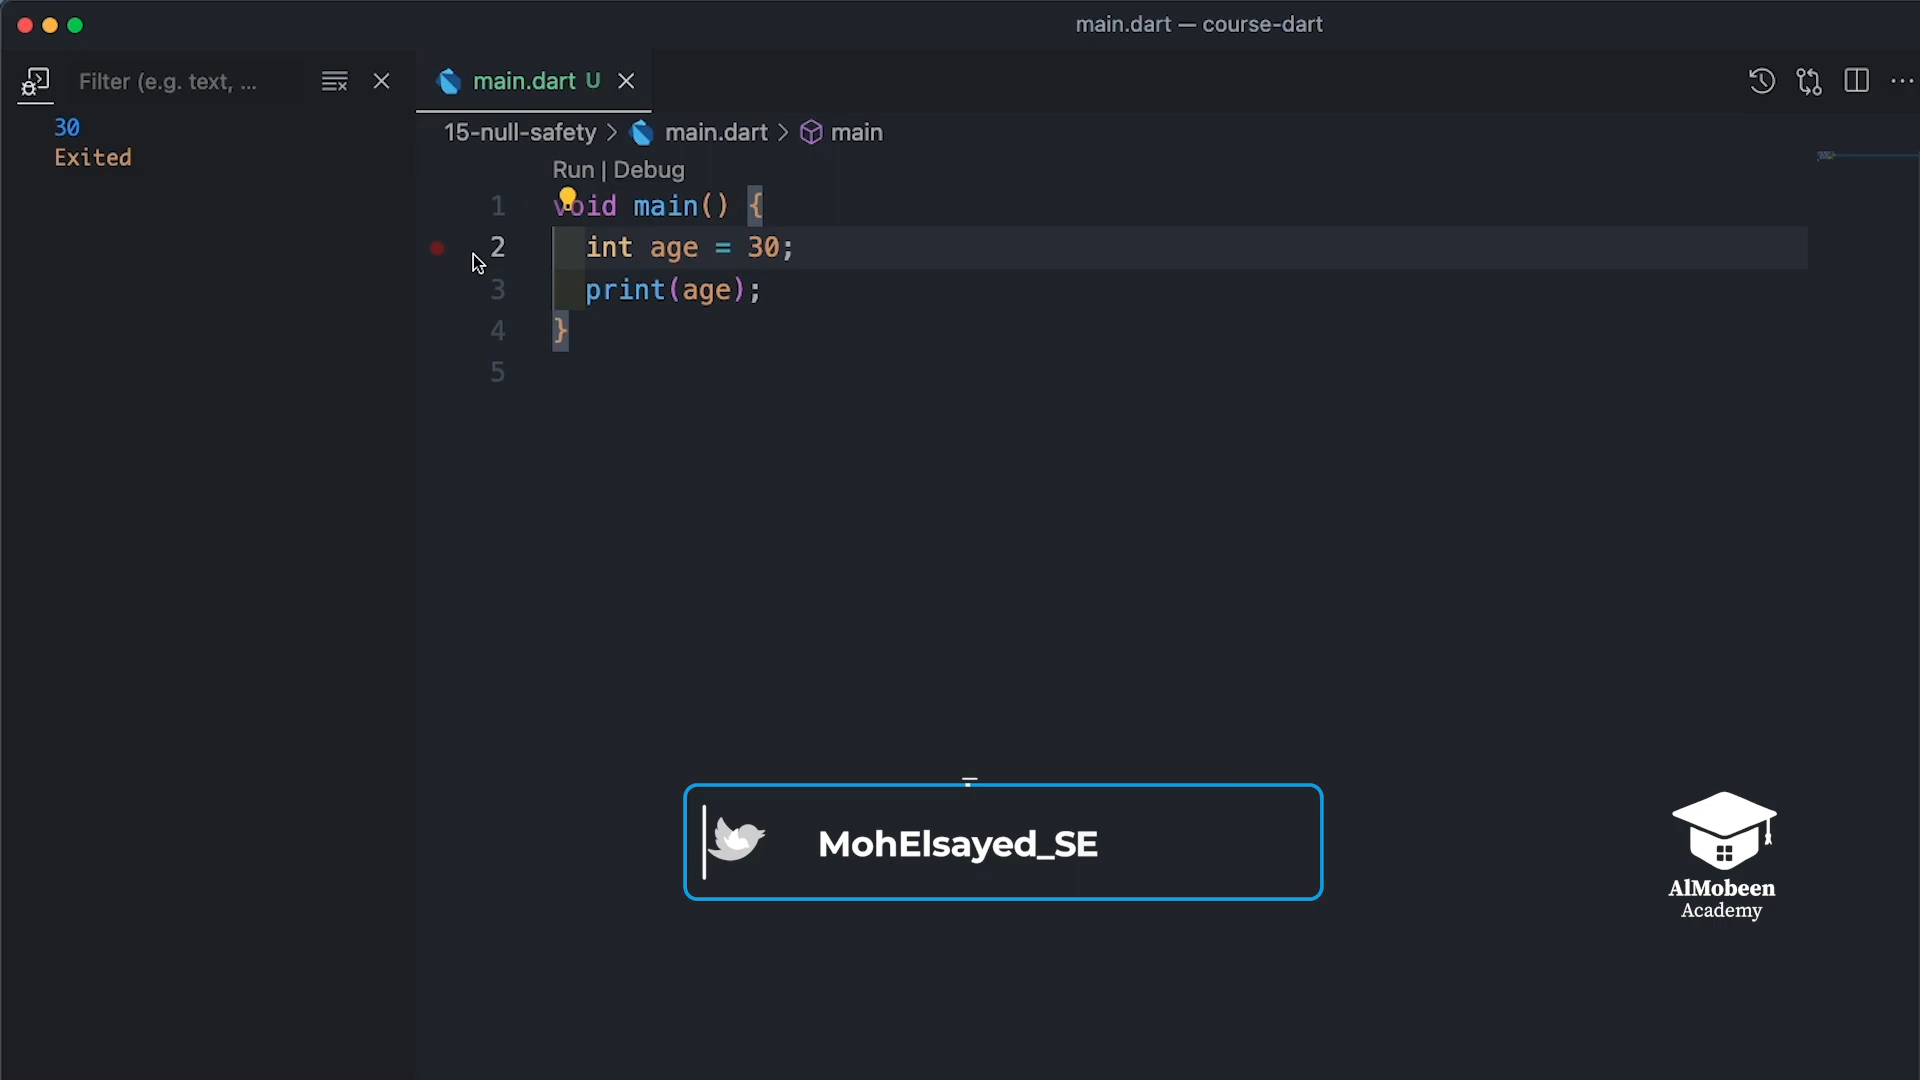 main.dart — course-dart
Filter (e.g. text, ...
main.dart U
30
Exited
15-null-safety > main.dart > main
Run | Debug
1 void main() {
2 int age = 30;
3 print(age);
4 }
5
MohElsayed_SE
AlMobeen
Academy